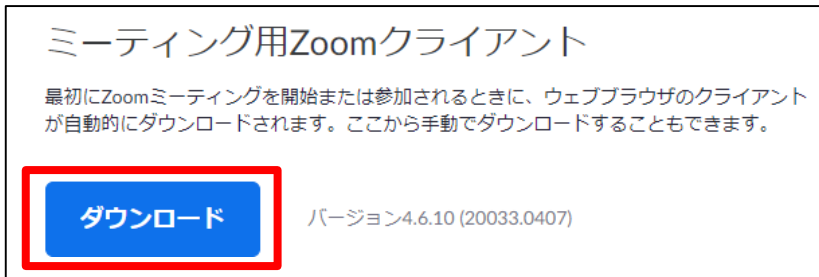 ミーティング用Zoomクライアント
最初にZoomミーティングを開始または参加されるときに、ウェブブラウザのクライアント
が自動的にダウンロードされます。ここから手動でダウンロードすることもできます。
ダウンロード バージョン4.6.10 (20033.0407)